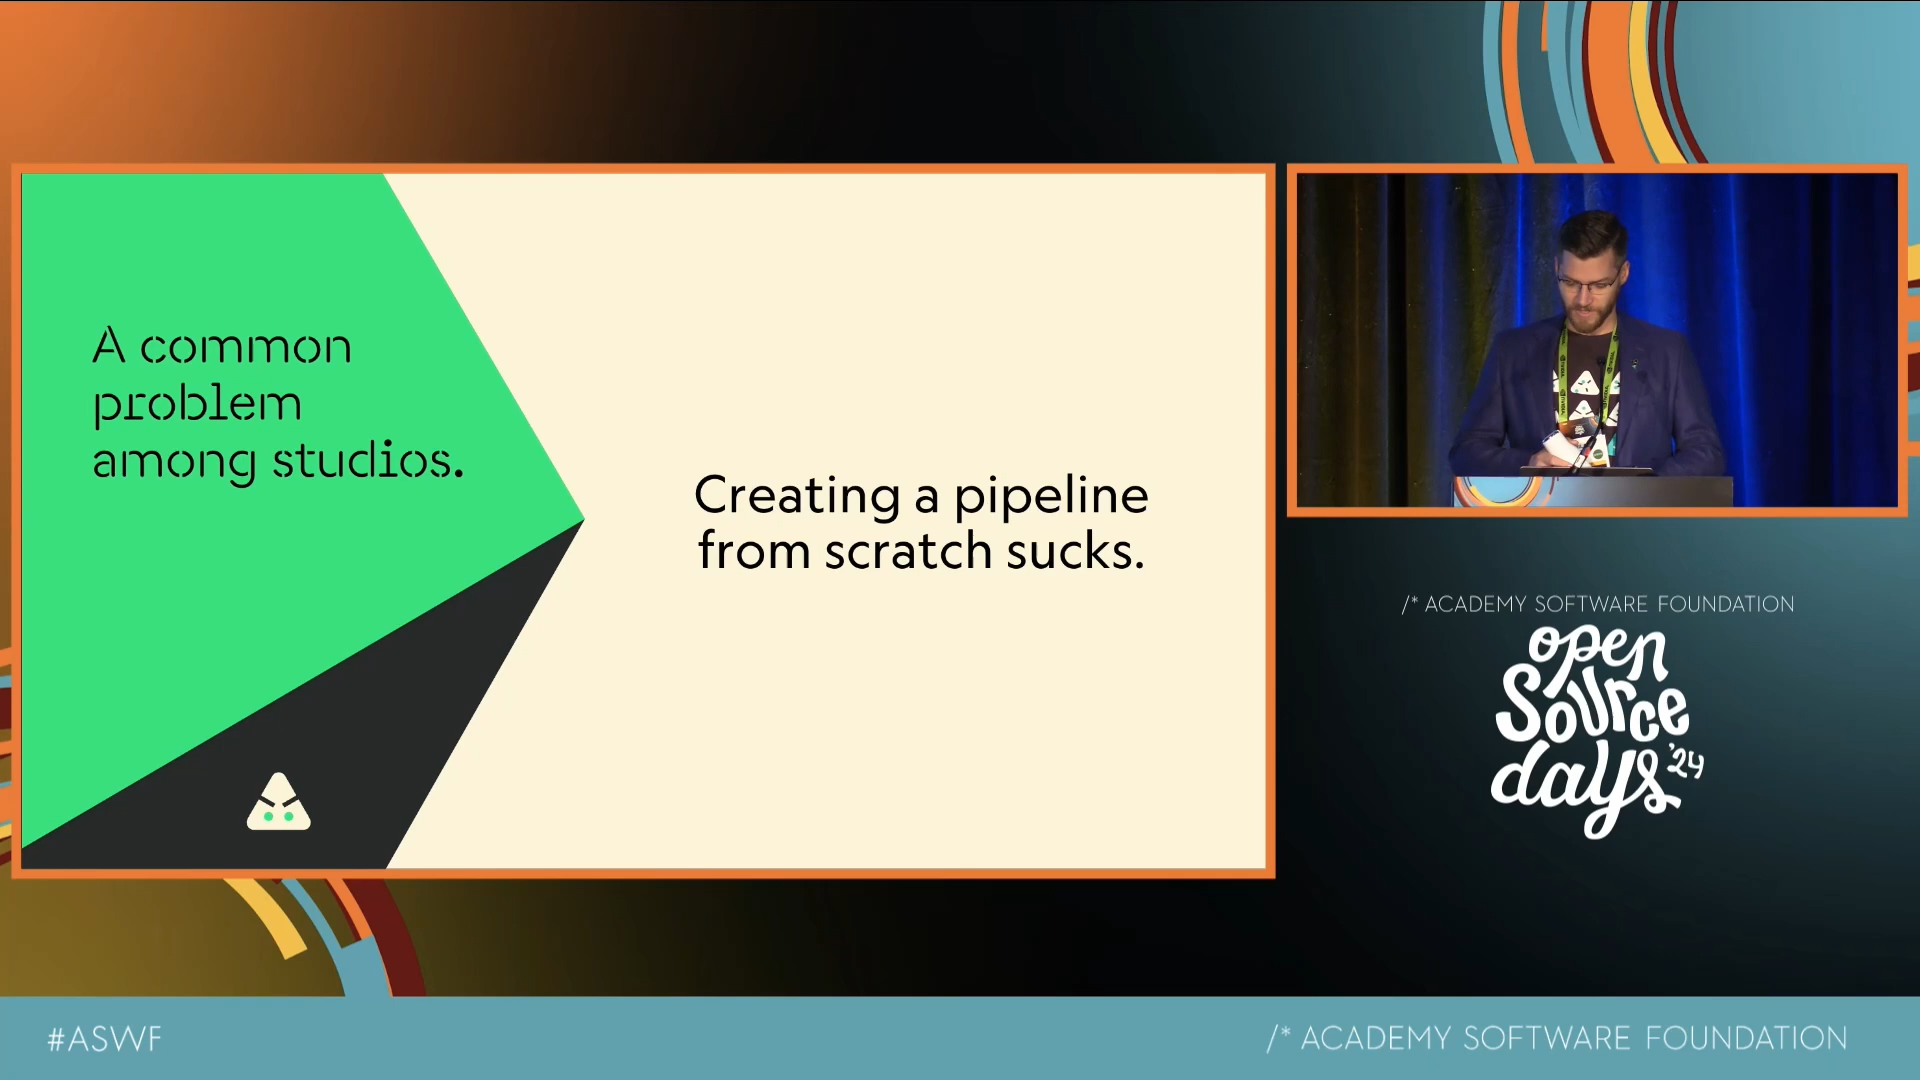 A common
problem
among studios.
Creating a pipeline
from scratch sucks.
/* ACADEMY SOFTWARE FOUNDATION
open
Source
days '24
#ASWF
/* ACADEMY SOFTWARE FOUNDATION